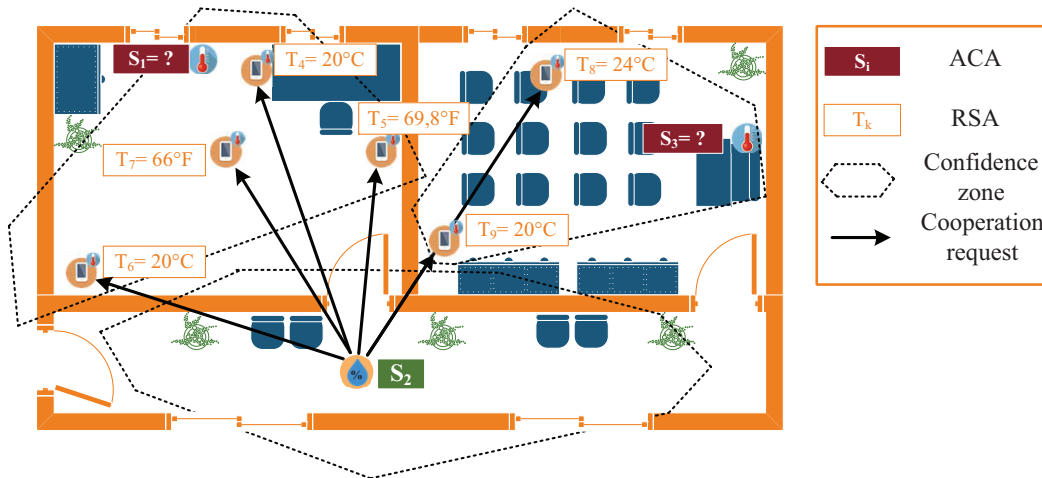 S1= ?
T4= 20°C
T8= 24°C
T5= 69,8°F
S3= ?
T7= 66°F
T9= 20°C
T6= 20°C
%
S2
Si
ACA
Tk
RSA
Confidence
zone
Cooperation
request